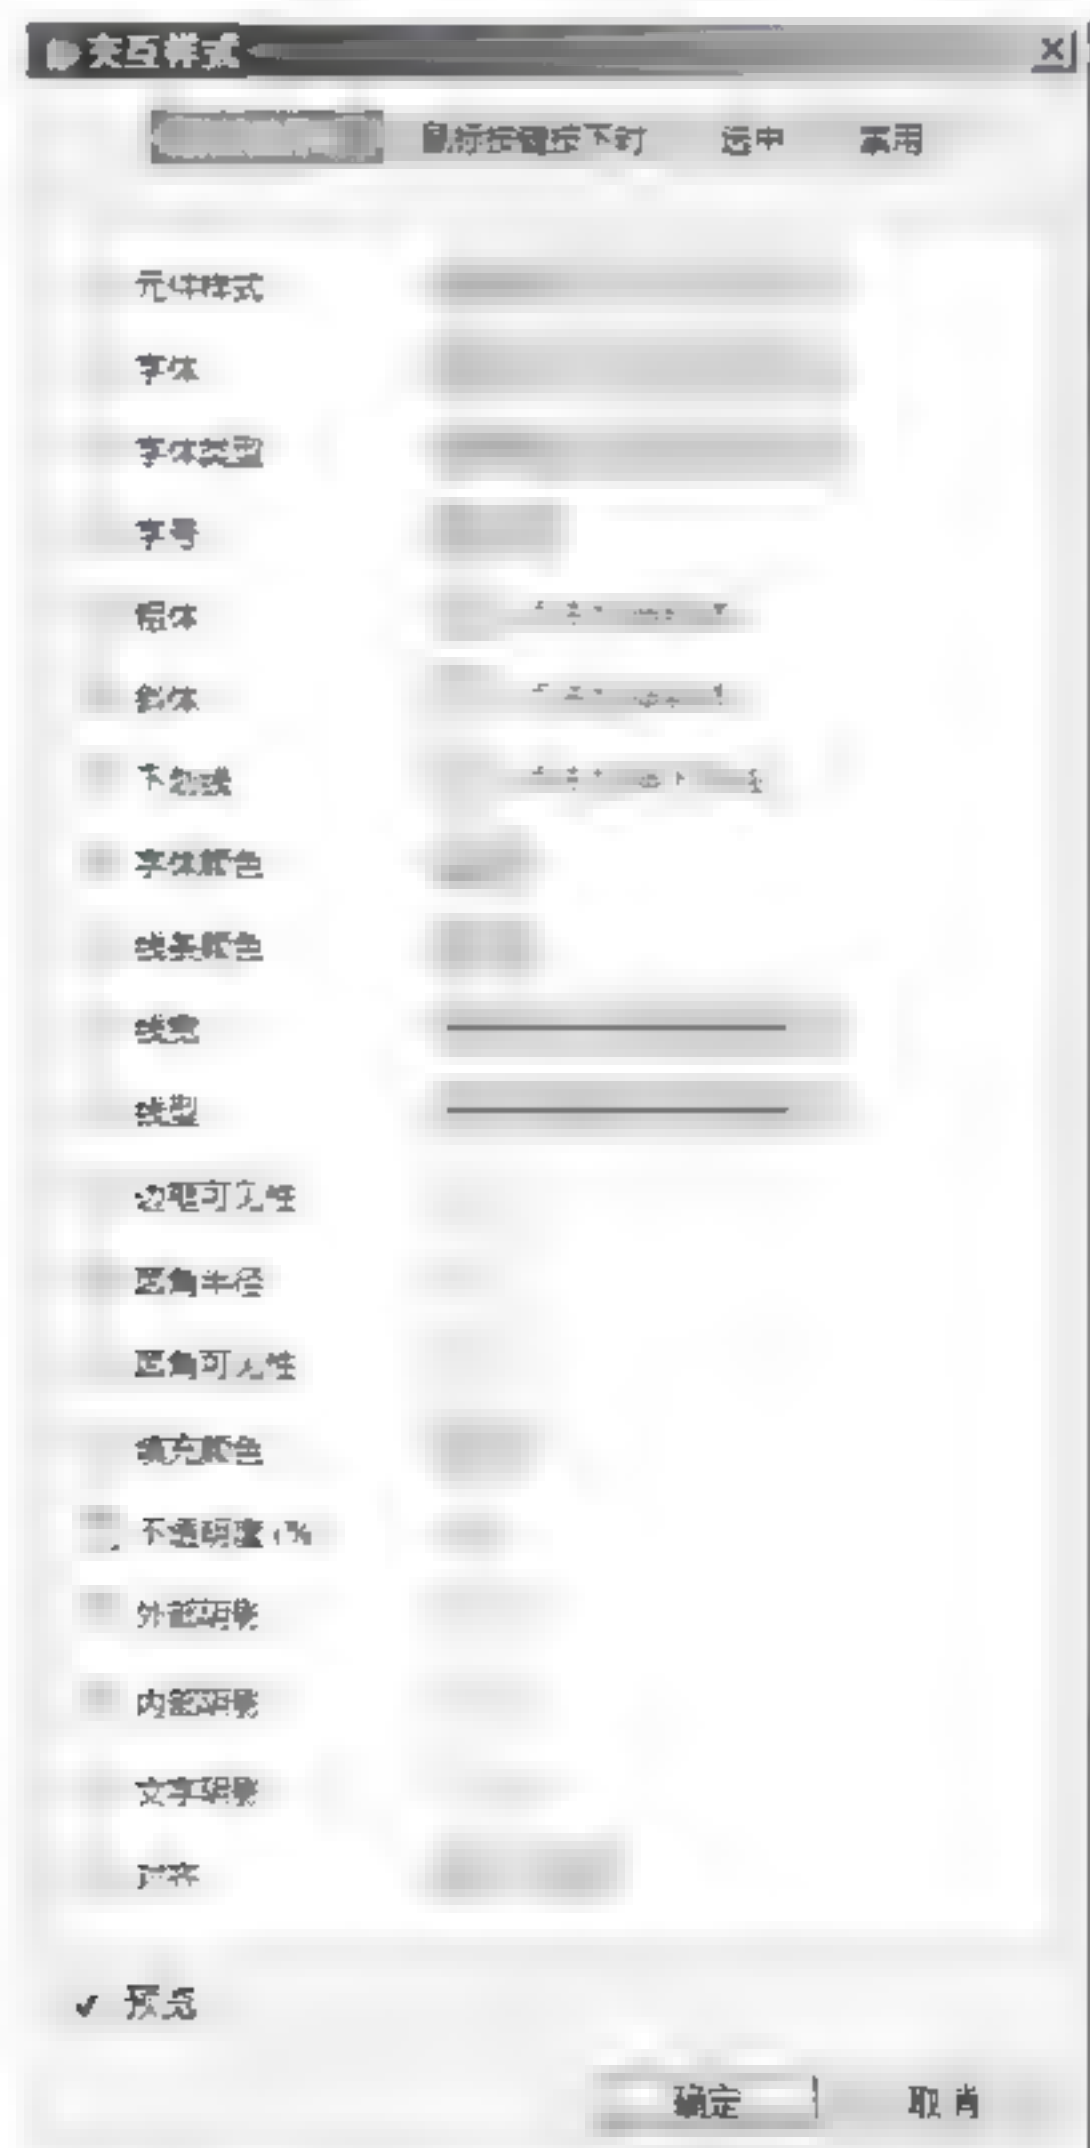 交互样式
鼠标按键按下时 选中 禁用
元件样式
字体
字体类型
字号
粗体
斜体
下划线
字体颜色
线条颜色
线宽
线型
边框可见性
圆角半径
圆角可见性
填充颜色
不透明度(%
外部阴影
内部阴影
文字阴影
对齐
预览
确定 取消